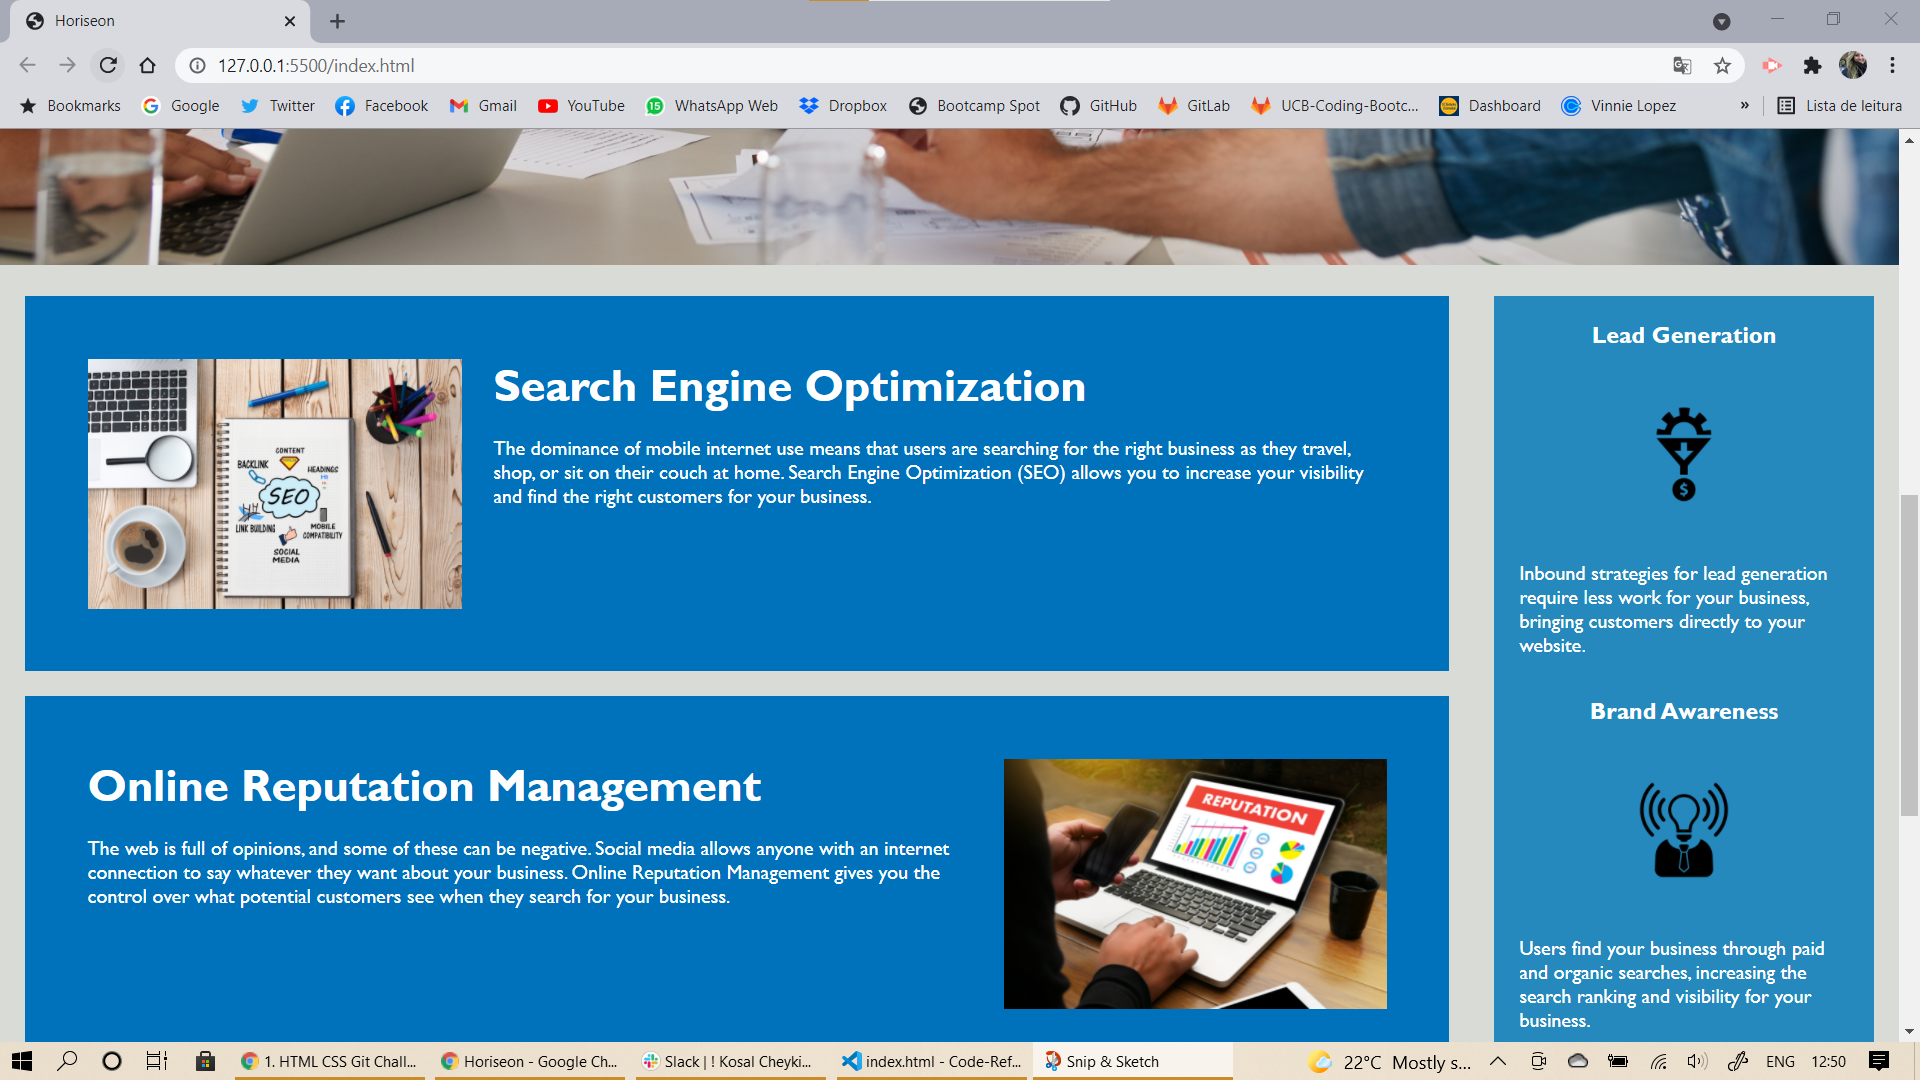 Horiseon
127.0.0.1:5500/index.html
Bookmarks Google Twitter Facebook Gmail YouTube WhatsApp Web Dropbox Bootcamp Spot GitHub GitLab UCB-Coding-Bootc... Dashboard Vinnie Lopez » Lista de leitura
Search Engine Optimization
The dominance of mobile internet use means that users are searching for the right business as they travel,
shop, or sit on their couch at home. Search Engine Optimization (SEO) allows you to increase your visibility
and find the right customers for your business.
CONTENT
BACKLINK
HEADINGS
SEO
LINK BUILDING
MOBILE
COMPATIBILITY
SOCIAL
MEDIA
Online Reputation Management
The web is full of opinions, and some of these can be negative. Social media allows anyone with an internet
connection to say whatever they want about your business. Online Reputation Management gives you the
control over what potential customers see when they search for your business.
REPUTATION
Lead Generation
$
Inbound strategies for lead generation
require less work for your business,
bringing customers directly to your
website.
Brand Awareness
Users find your business through paid
and organic searches, increasing the
search ranking and visibility for your
business.
1. HTML CSS Git Chall... Horiseon - Google Ch... Slack | ! Kosal Cheyki... index.html - Code-Ref... Snip & Sketch 22°C Mostly s... ENG 12:50